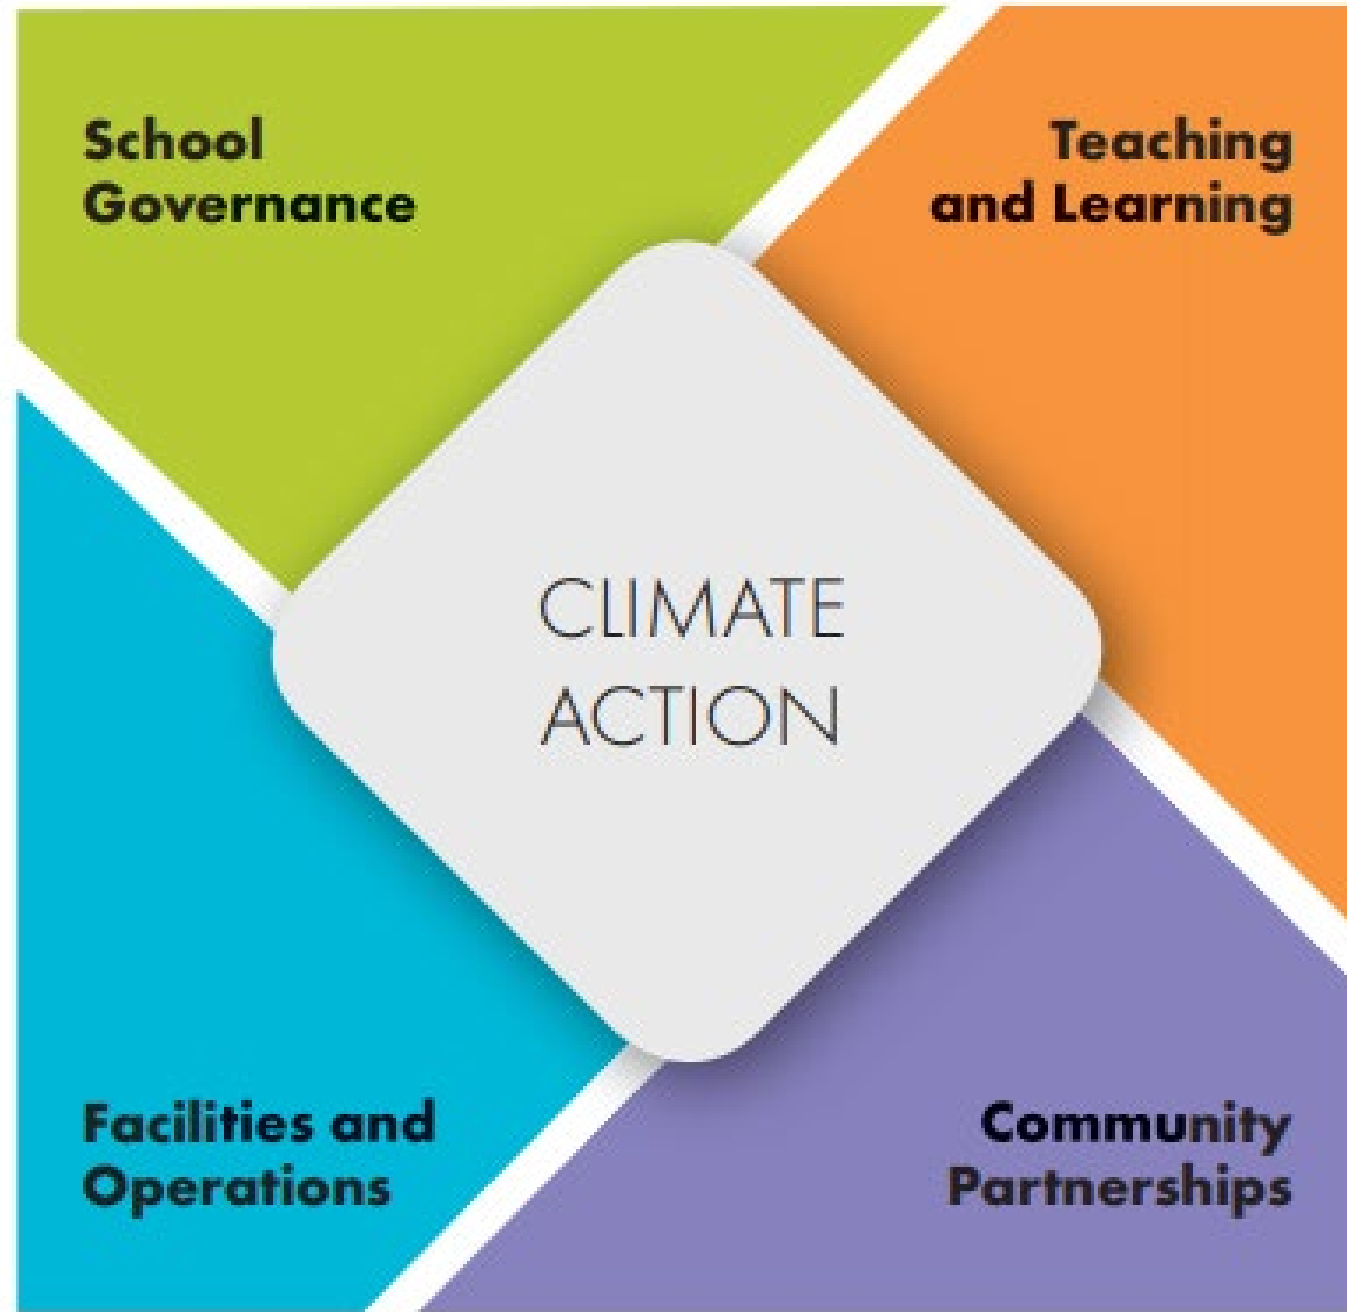 School
Governance
Teaching
and Learning
CLIMATE
ACTION
Facilities and
Operations
Community
Partnerships